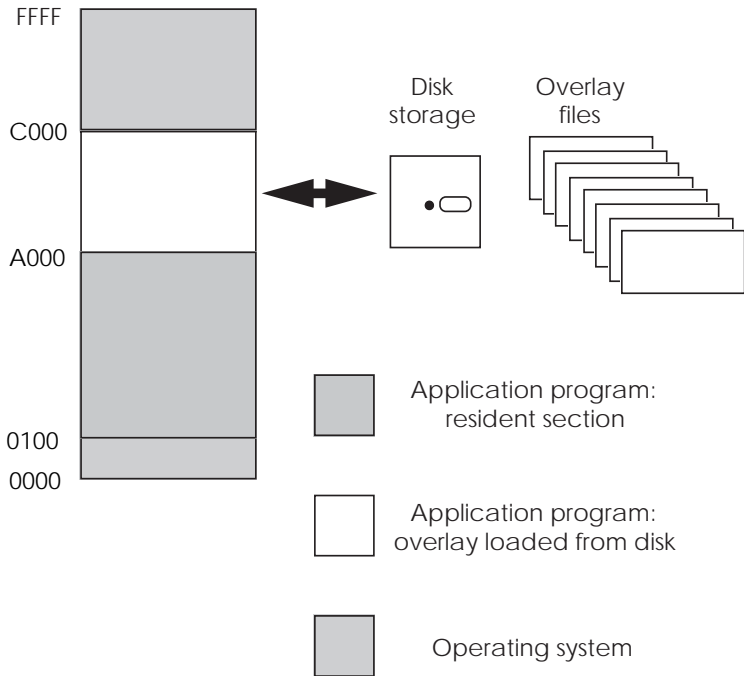 FFFF
Disk
storage
Overlay
files
C000
A000
Application program:
resident section
0100
0000
Application program:
overlay loaded from disk
Operating system